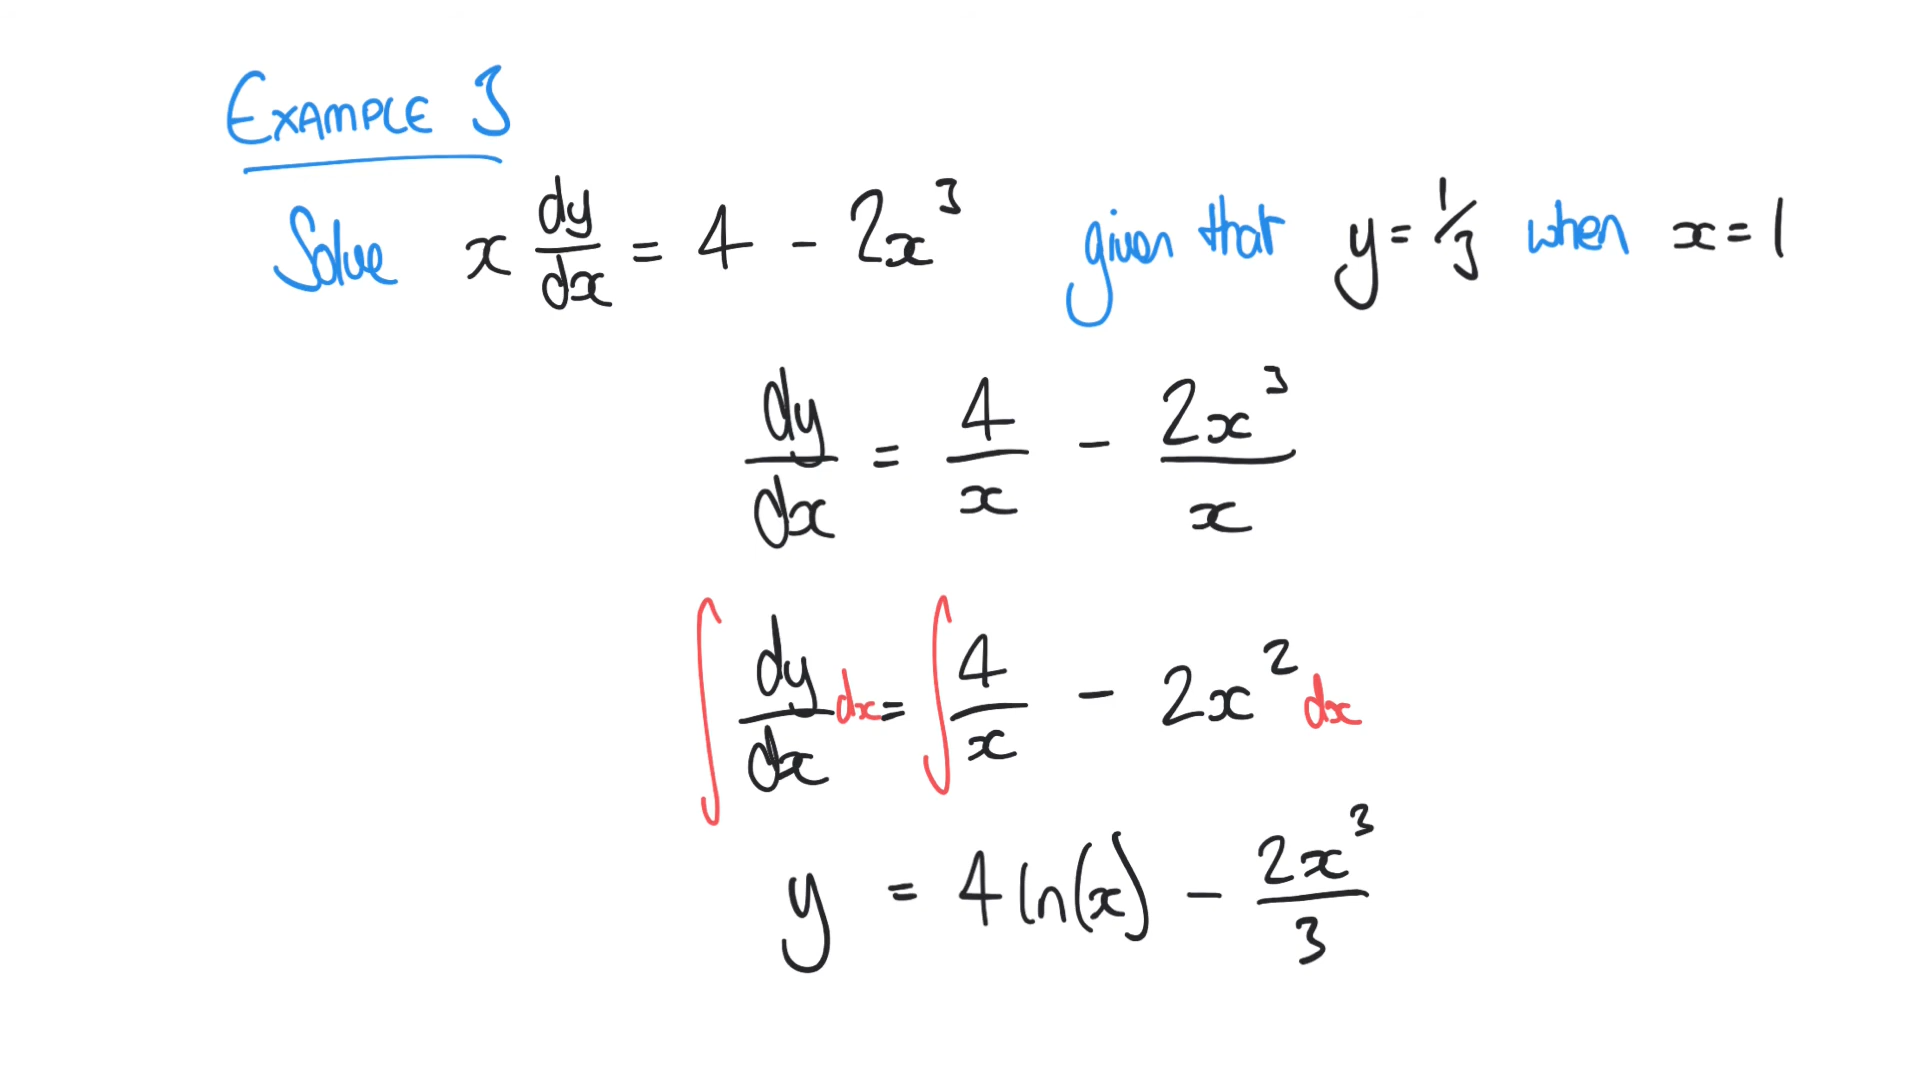 EXAMPLE 3
Solve x dy/dx = 4 - 2x³ given that y = 1/3 when x = 1
dy/dx = 4/x - 2x³/x
∫ dy/dx dx = ∫ 4/x - 2x² dx
y = 4 ln(x) - 2x³/3